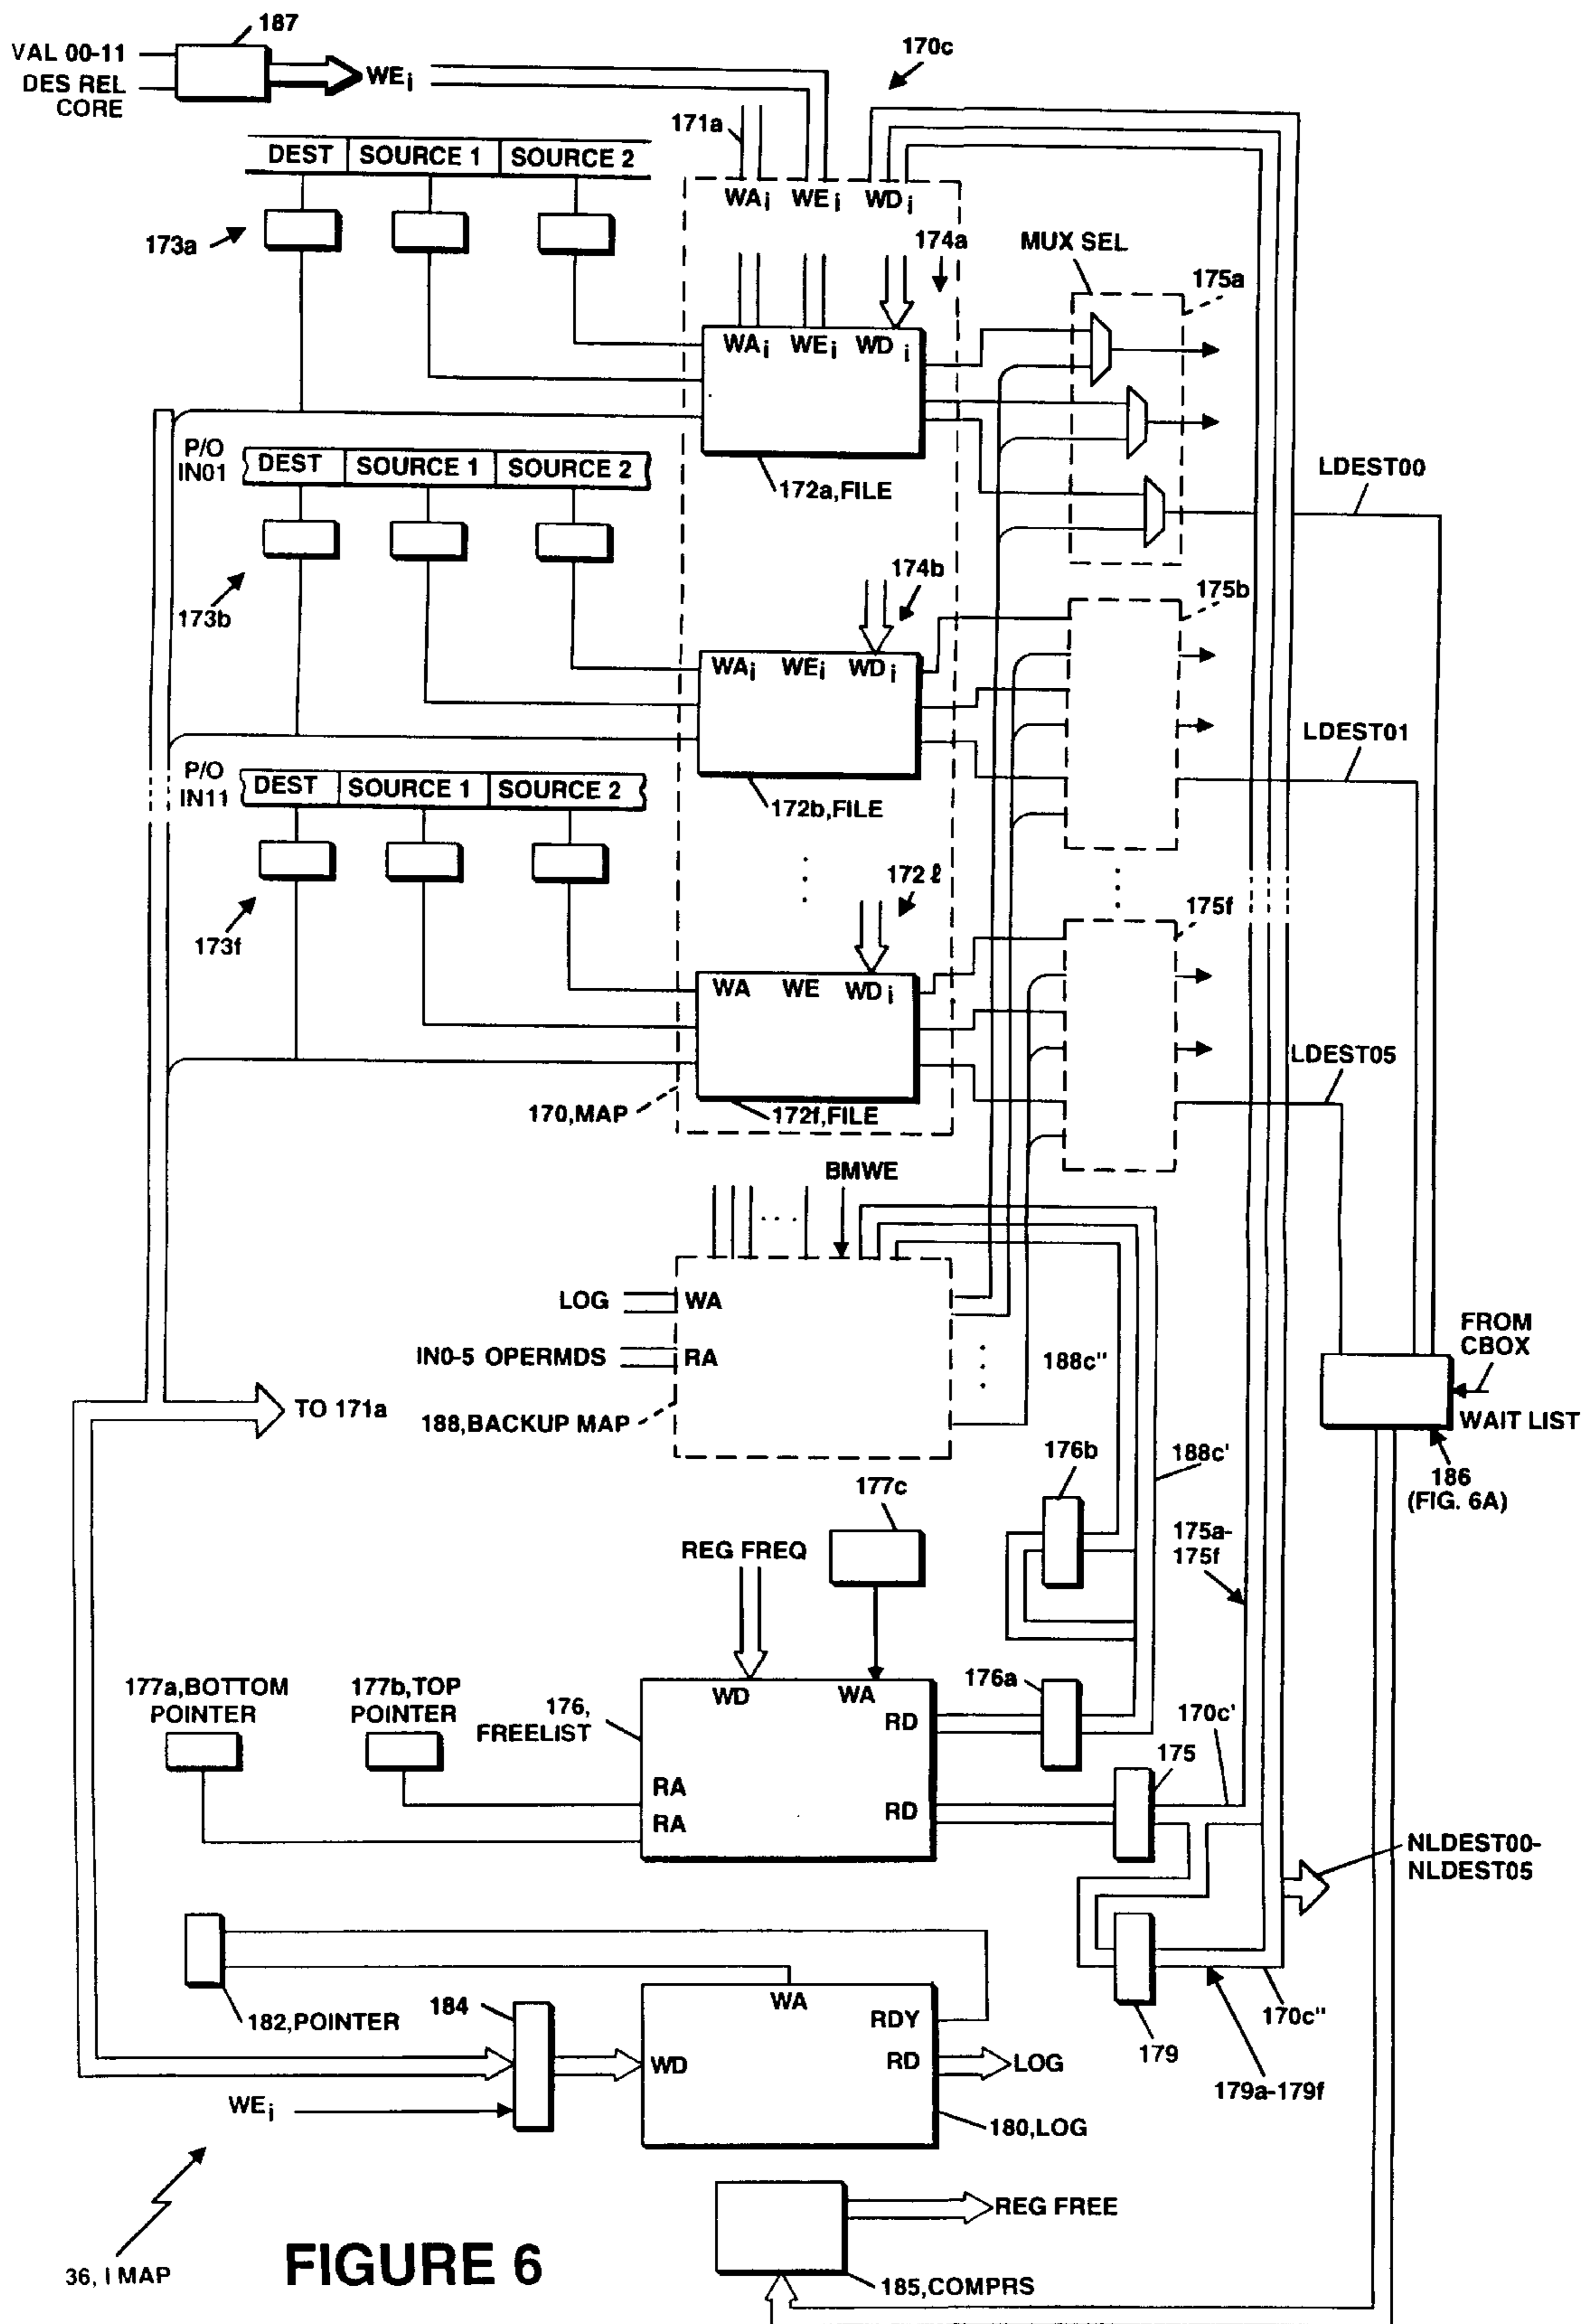 187
VAL 00-11
DES REL
CORE
WEi
170c
171a
DEST SOURCE 1 SOURCE 2
WAi WEi WDi
173a
174a
MUX SEL
175a
WAi WEi WDi
P/O
IN01
DEST SOURCE 1 SOURCE 2
172a,FILE
LDEST00
173b
174b
175b
WAi WEi WDi
LDEST01
P/O
IN11
DEST SOURCE 1 SOURCE 2
172b,FILE
172ℓ
175f
173f
WA WE WDi
LDEST05
170,MAP
172f,FILE
BMWE
LOG
WA
FROM
CBOX
IN0-5 OPERMDS
RA
188c"
TO 171a
188,BACKUP MAP
WAIT LIST
176b
188c'
186
(FIG. 6A)
177c
REG FREQ
175a-
175f
177a,BOTTOM
POINTER
177b,TOP
POINTER
176,
FREELIST
WD
WA
RD
176a
170c'
175
RA
RA
RD
NLDEST00-
NLDEST05
182,POINTER
184
WA
RDY
170c"
WD
RD
LOG
179
179a-179f
WEi
180,LOG
REG FREE
36, I MAP
FIGURE 6
185,COMPRS